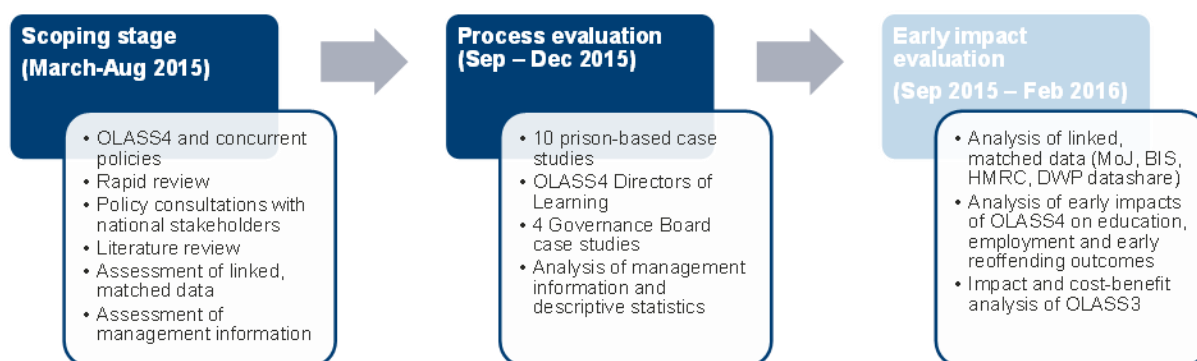 Scoping stage
(March-Aug 2015)
• OLASS4 and concurrent
policies
• Rapid review
• Policy consultations with
national stakeholders
• Literature review
• Assessment of linked,
matched data
• Assessment of
management information
Process evaluation
(Sep – Dec 2015)
• 10 prison-based case
studies
• OLASS4 Directors of
Learning
• 4 Governance Board
case studies
• Analysis of management
information and
descriptive statistics
Early impact
evaluation
(Sep 2015 – Feb 2016)
• Analysis of linked,
matched data (MoJ, BIS,
HMRC, DWP datashare)
• Analysis of early impacts
of OLASS4 on education,
employment and early
reoffending outcomes
• Impact and cost-benefit
analysis of OLASS3